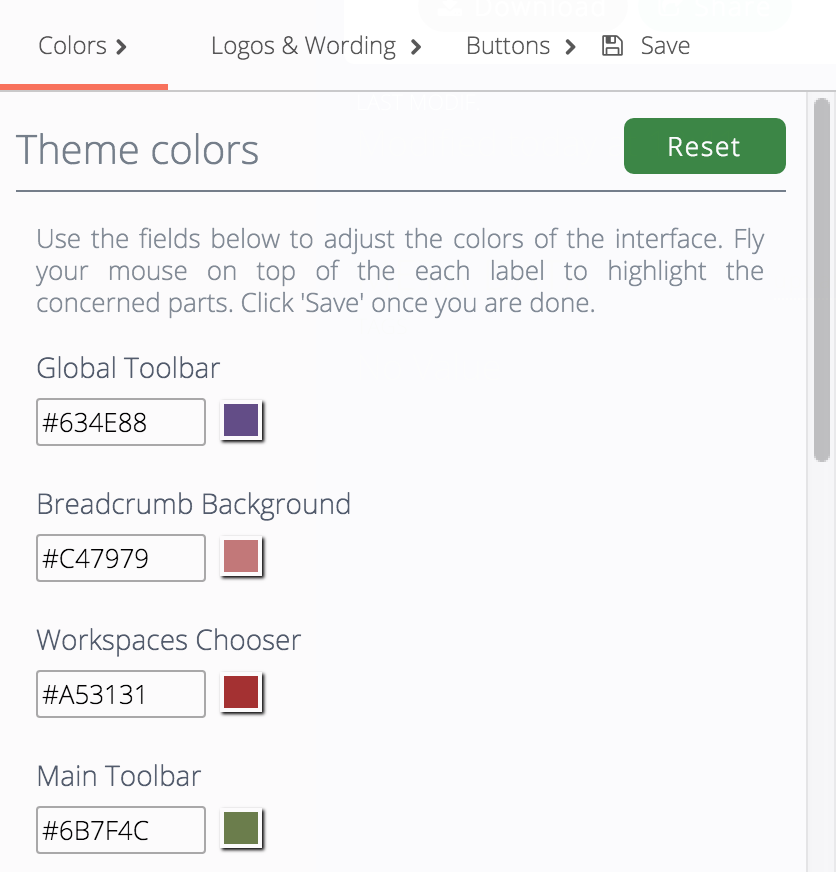 Download
Colors
Logos & Wording
Buttons
Save
Theme colors
Reset
Use the fields below to adjust the colors of the interface. Fly
your mouse on top of the each label to highlight the
concerned parts. Click 'Save' once you are done.
Global Toolbar
#634E88
Breadcrumb Background
#C47979
Workspaces Chooser
#A53131
Main Toolbar
#6B7F4C